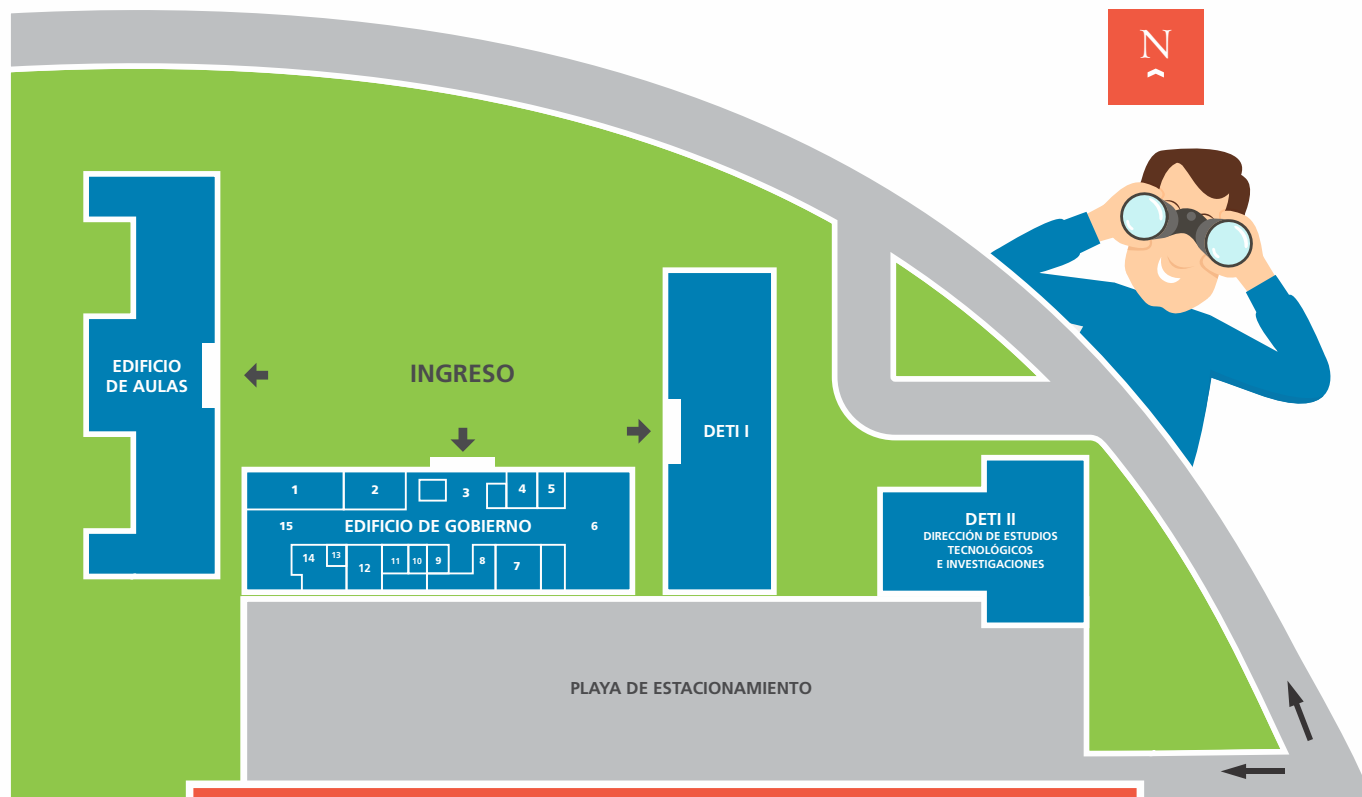 N
EDIFICIO
DE AULAS
INGRESO
DETI I
1
2
3
4
5
15
EDIFICIO DE GOBIERNO
6
14
13
12
11
10
9
8
7
DETI II
DIRECCIÓN DE ESTUDIOS
TECNOLÓGICOS
E INVESTIGACIONES
PLAYA DE ESTACIONAMIENTO